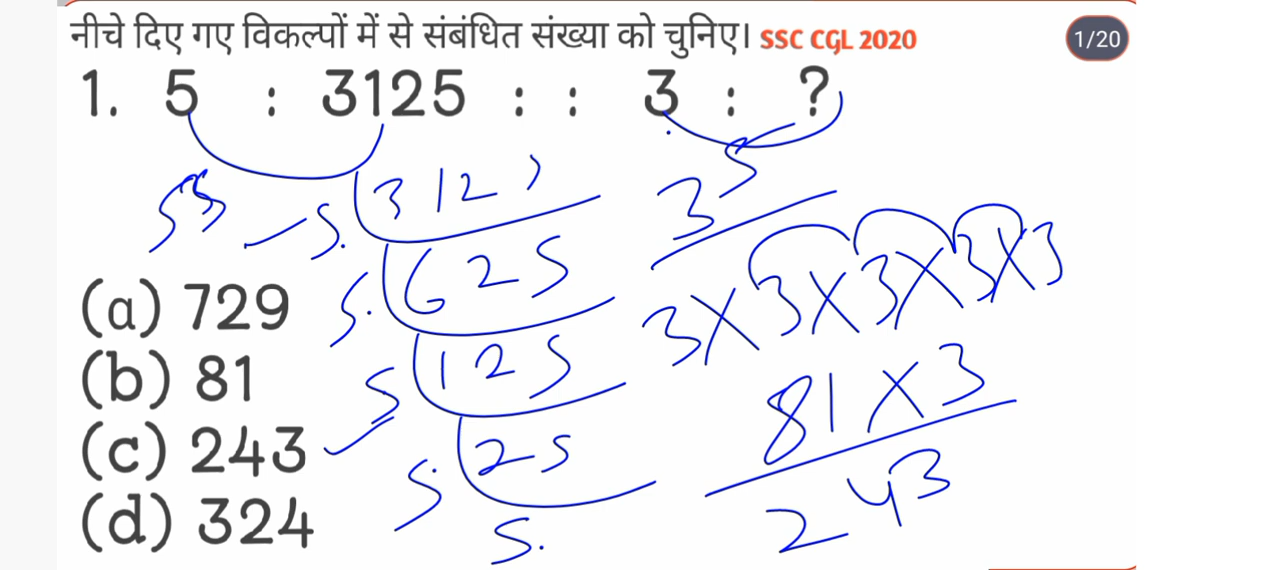 नीचे दिए गए विकल्पों में से संबंधित संख्या को चुनिए। SSC CGL 2020
1/20
1. 5 : 3125 : : 3 : ?
5⁵
5 312
3⁵
5 625
3×3×3×3×3
(a) 729
5 125
(b) 81
81×3
5 25
(c) 243
243
5
(d) 324